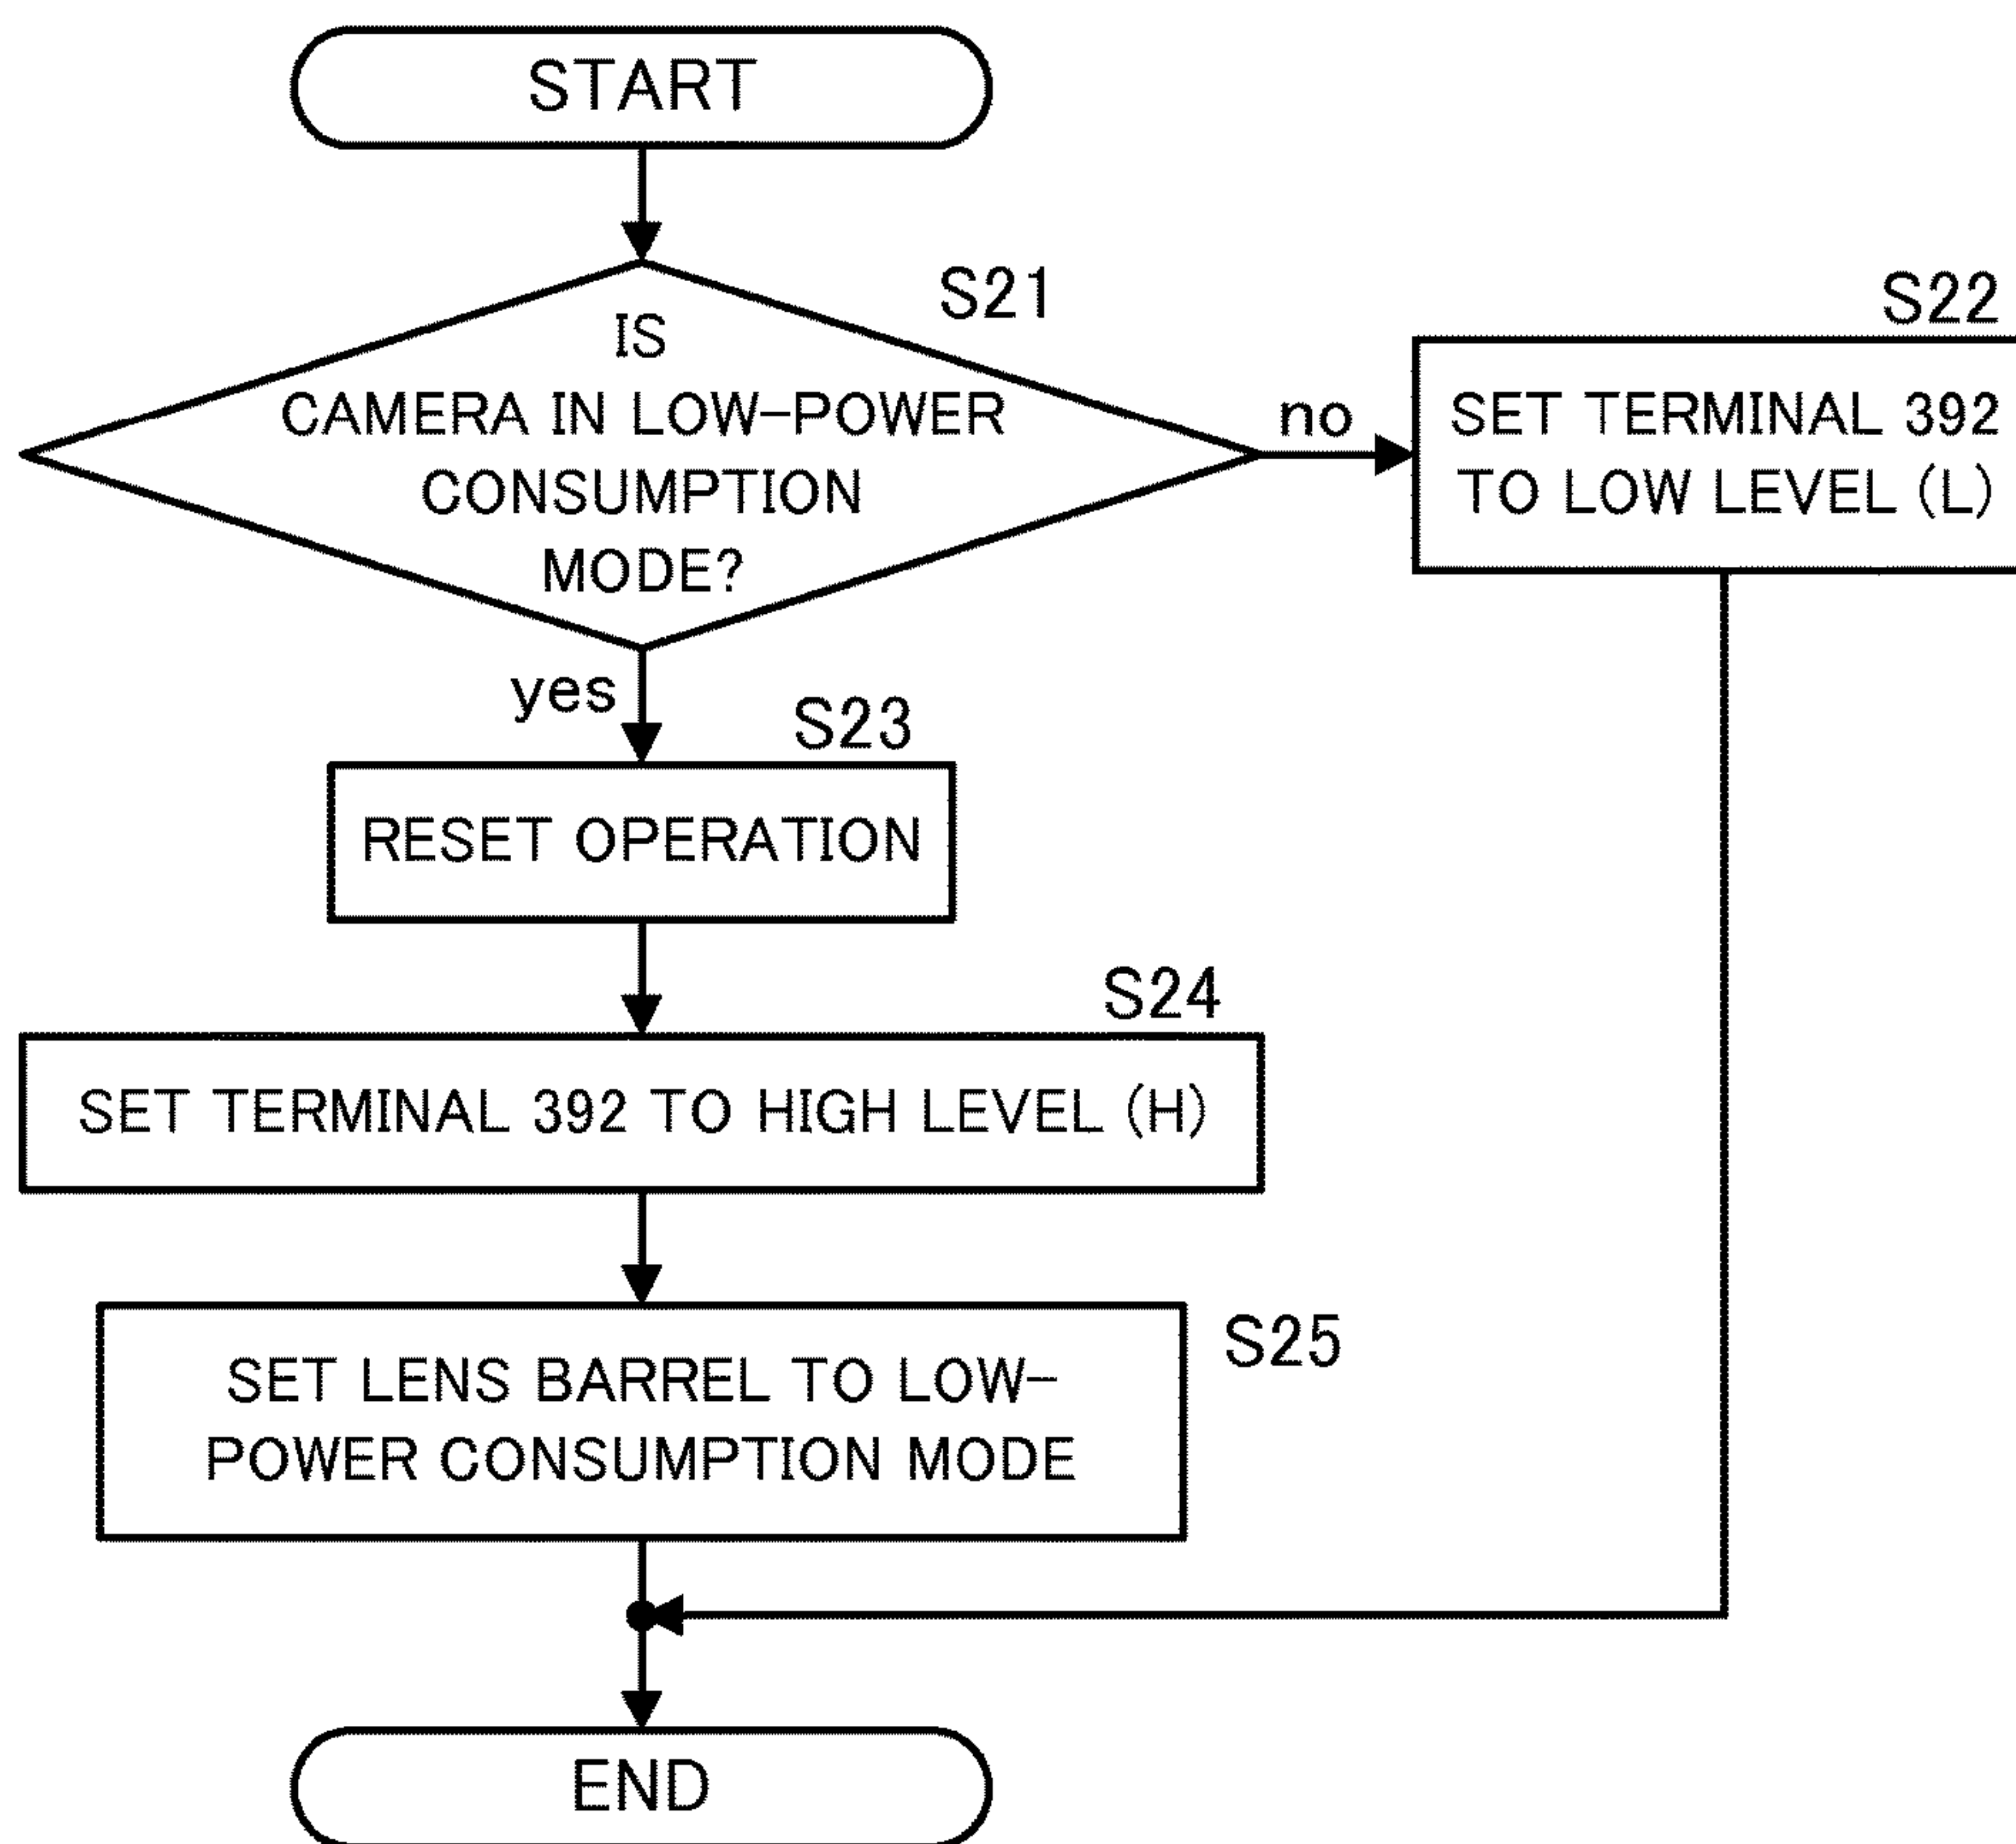 START
S21
IS
CAMERA IN LOW-POWER
CONSUMPTION
MODE?
no
S22
SET TERMINAL 392
TO LOW LEVEL (L)
yes
S23
RESET OPERATION
S24
SET TERMINAL 392 TO HIGH LEVEL (H)
S25
SET LENS BARREL TO LOW-
POWER CONSUMPTION MODE
END